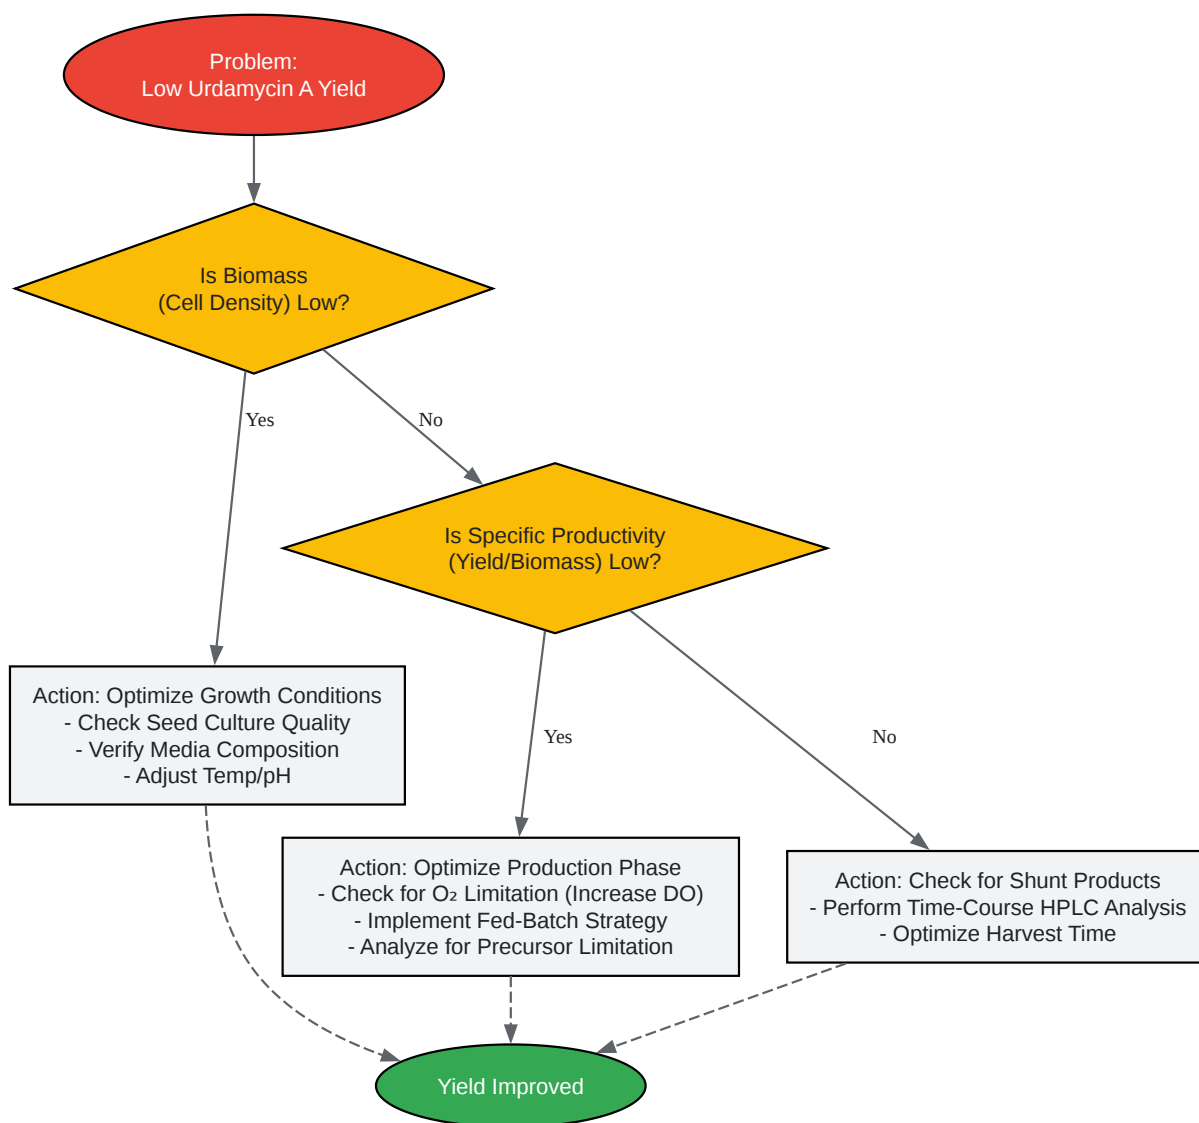 Problem:
Low Urdamycin A Yield
Is Biomass
(Cell Density) Low?
Yes
No
Is Specific Productivity
(Yield/Biomass) Low?
Action: Optimize Growth Conditions
- Check Seed Culture Quality
- Verify Media Composition
- Adjust Temp/pH
Yes
No
Action: Optimize Production Phase
- Check for O₂ Limitation (Increase DO)
- Implement Fed-Batch Strategy
- Analyze for Precursor Limitation
Action: Check for Shunt Products
- Perform Time-Course HPLC Analysis
- Optimize Harvest Time
Yield Improved